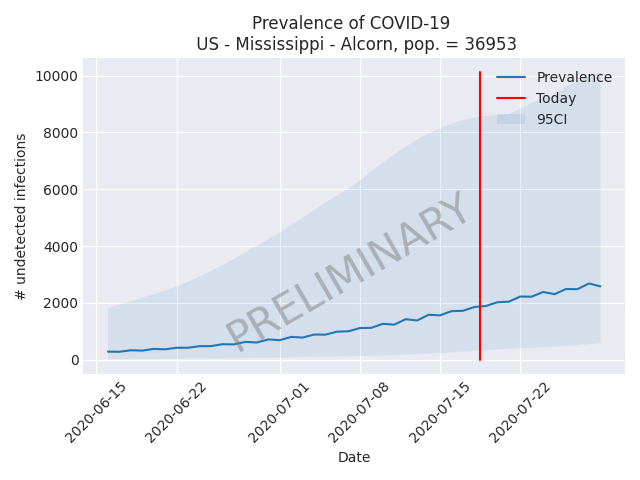 Prevalence of COVID-19
US - Mississippi - Alcorn, pop. = 36953
10000
8000
6000
4000
2000
0
# undetected infections
Prevalence
Today
95CI
PRELIMINARY
2020-06-15
2020-06-22
2020-07-01
2020-07-08
2020-07-15
2020-07-22
Date